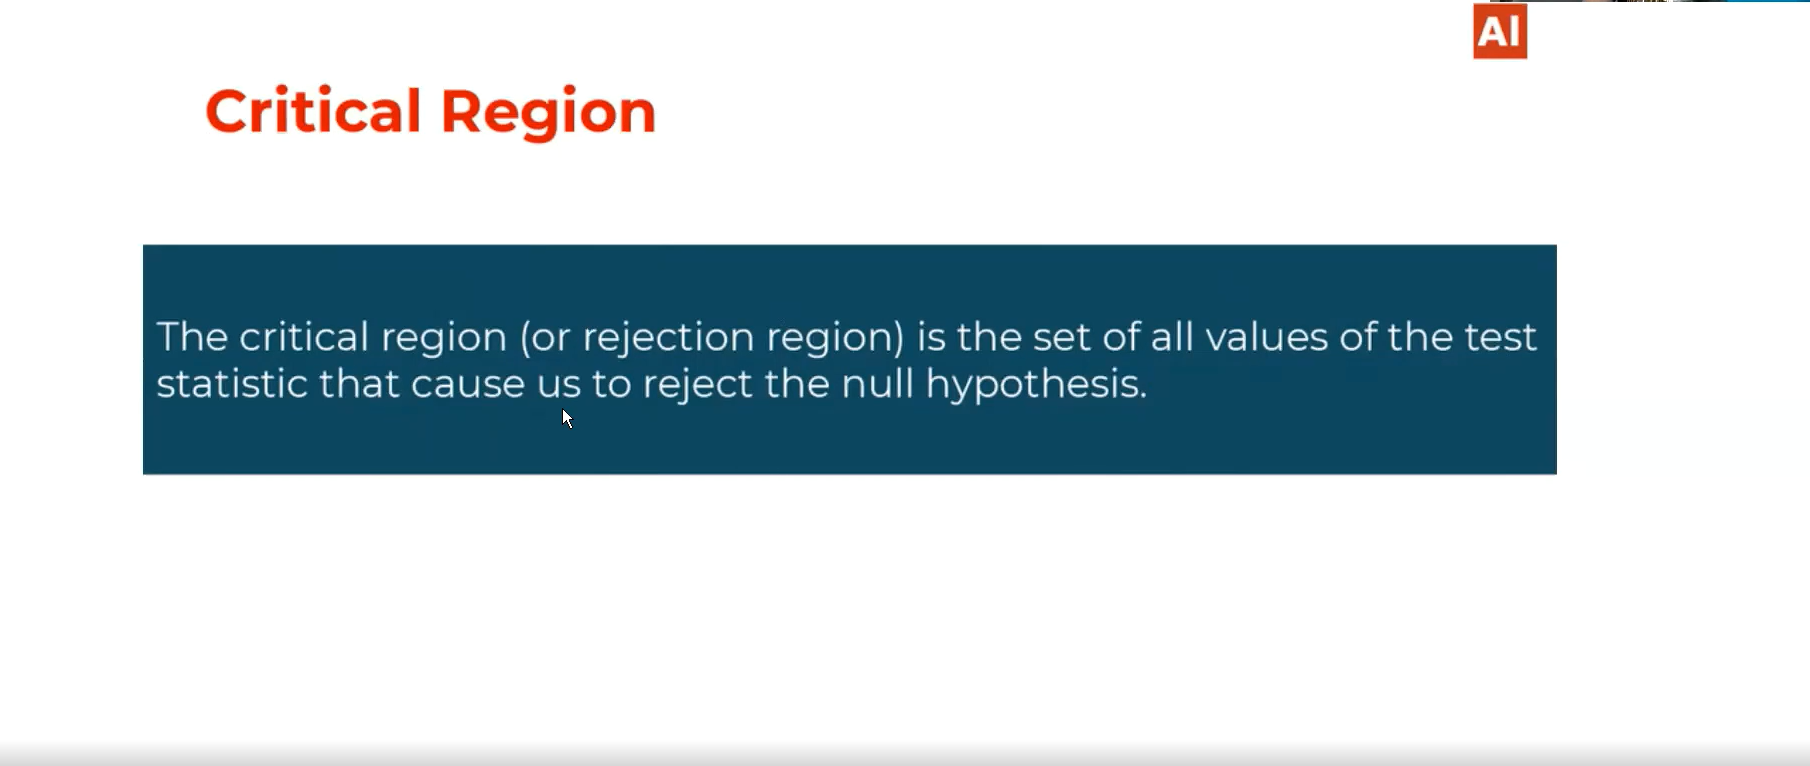 AI
Critical Region
The critical region (or rejection region) is the set of all values of the test
statistic that cause us to reject the null hypothesis.